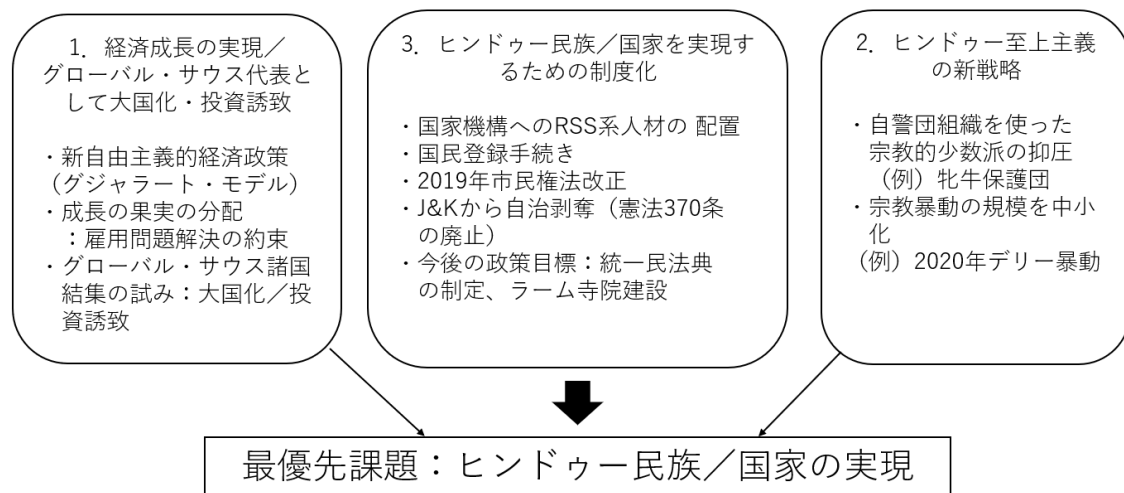 1．経済成長の実現／
グローバル・サウス代表と
して大国化・投資誘致
・新自由主義的経済政策
（グジャラート・モデル）
・成長の果実の分配
：雇用問題解決の約束
・グローバル・サウス諸国
結集の試み：大国化／投
資誘致
3．ヒンドゥー民族／国家を実現す
るための制度化
・国家機構へのRSS系人材の 配置
・国民登録手続き
・2019年市民権法改正
・J&Kから自治剥奪（憲法370条
の廃止）
・今後の政策目標：統一民法典
の制定、ラーム寺院建設
2．ヒンドゥー至上主義
の新戦略
・自警団組織を使った
宗教的少数派の抑圧
（例）牝牛保護団
・宗教暴動の規模を中小
化
（例）2020年デリー暴動
最優先課題：ヒンドゥー民族／国家の実現